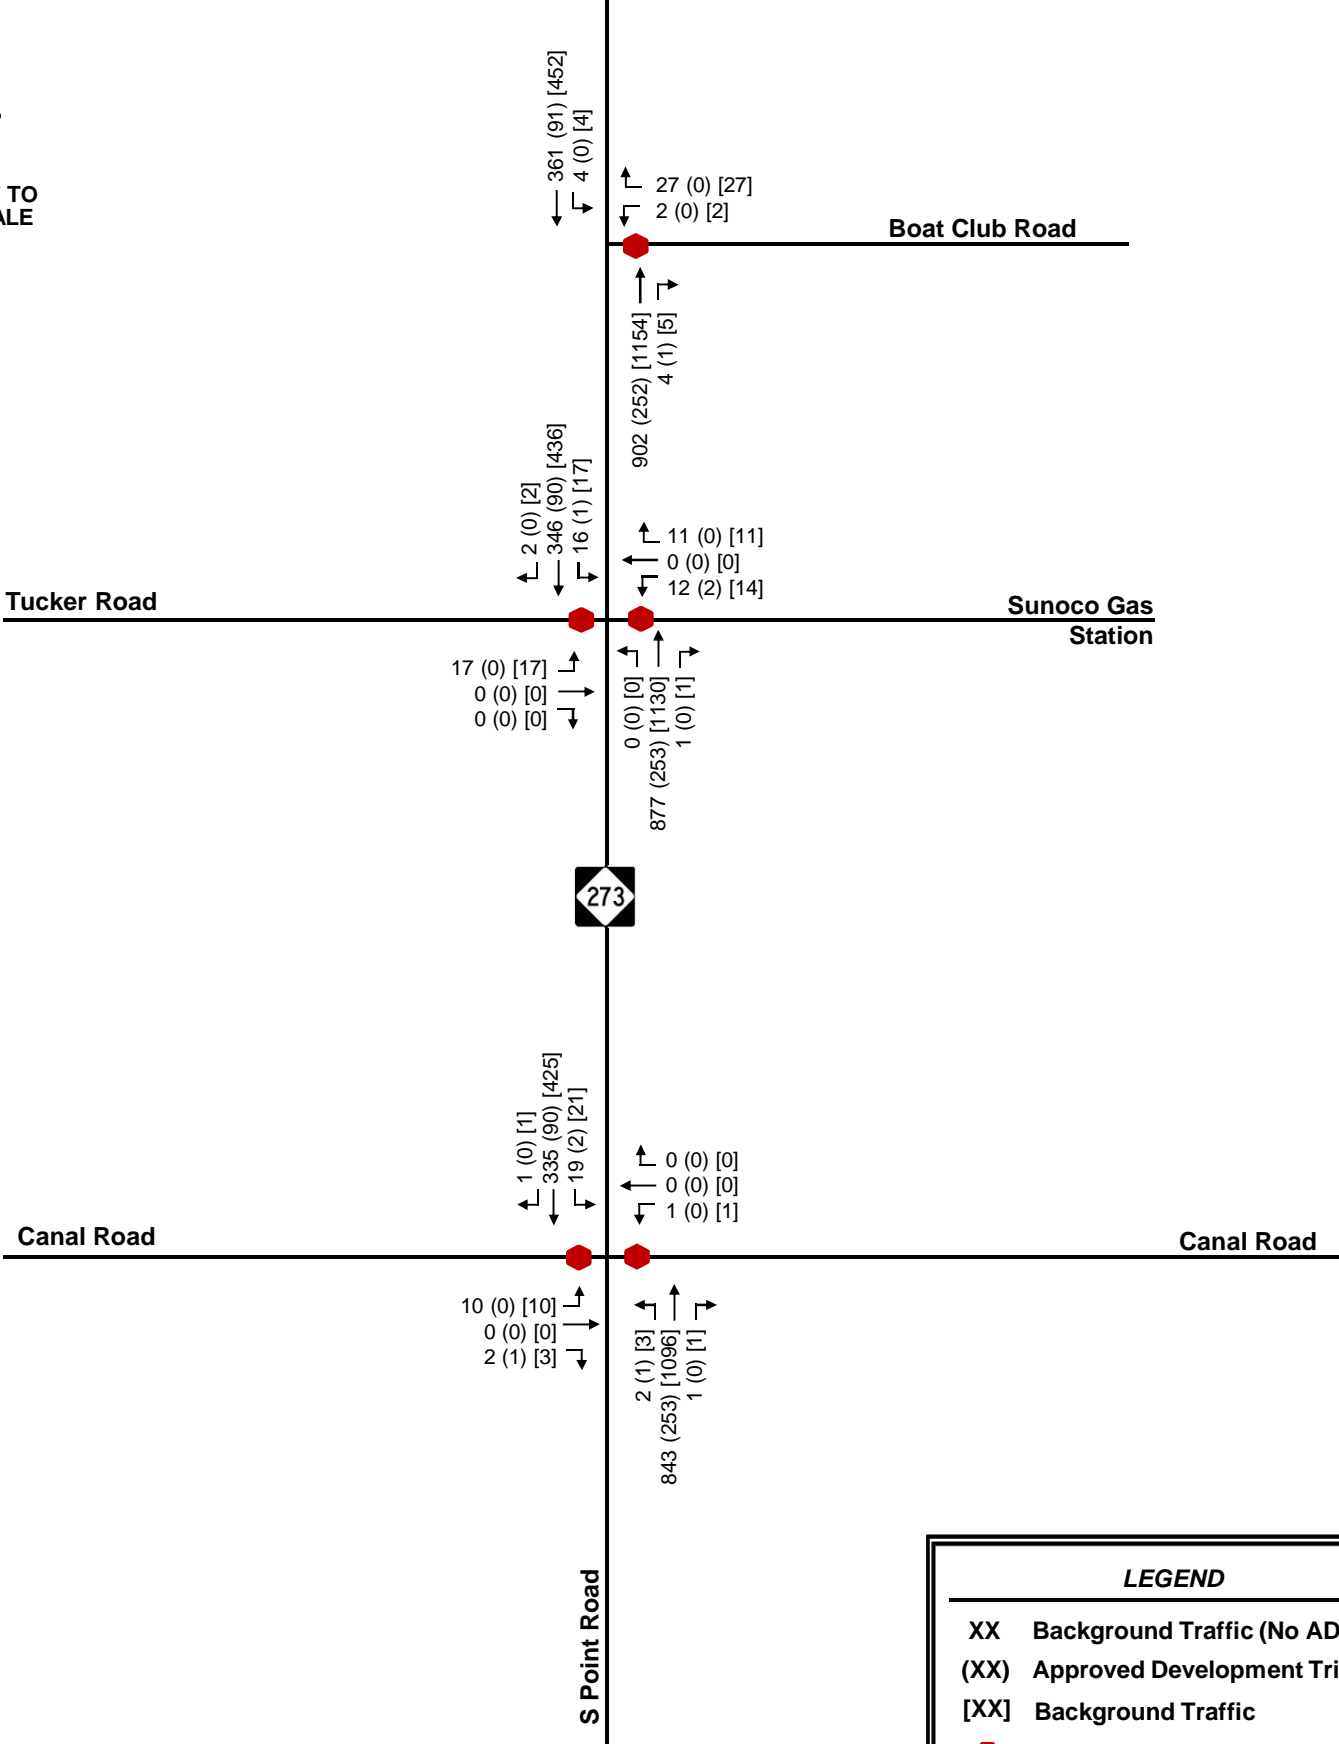 TO
361 (91) [452]
4 (0) [4]
27 (0) [27]
2 (0) [2]
Boat Club Road
902 (252) [1154]
4 (1) [5]
2 (0) [2]
346 (90) [436]
16 (1) [17]
11 (0) [11]
0 (0) [0]
12 (2) [14]
Tucker Road
Sunoco Gas
Station
17 (0) [17]
0 (0) [0]
0 (0) [0]
0 (0) [0]
877 (253) [1130]
1 (0) [1]
273
1 (0) [1]
335 (90) [425]
19 (2) [21]
0 (0) [0]
0 (0) [0]
1 (0) [1]
Canal Road
Canal Road
10 (0) [10]
0 (0) [0]
2 (1) [3]
2 (1) [3]
843 (253) [1096]
1 (0) [1]
S Point Road
LEGEND
XX Background Traffic (No AD
(XX) Approved Development Tri
[XX] Background Traffic